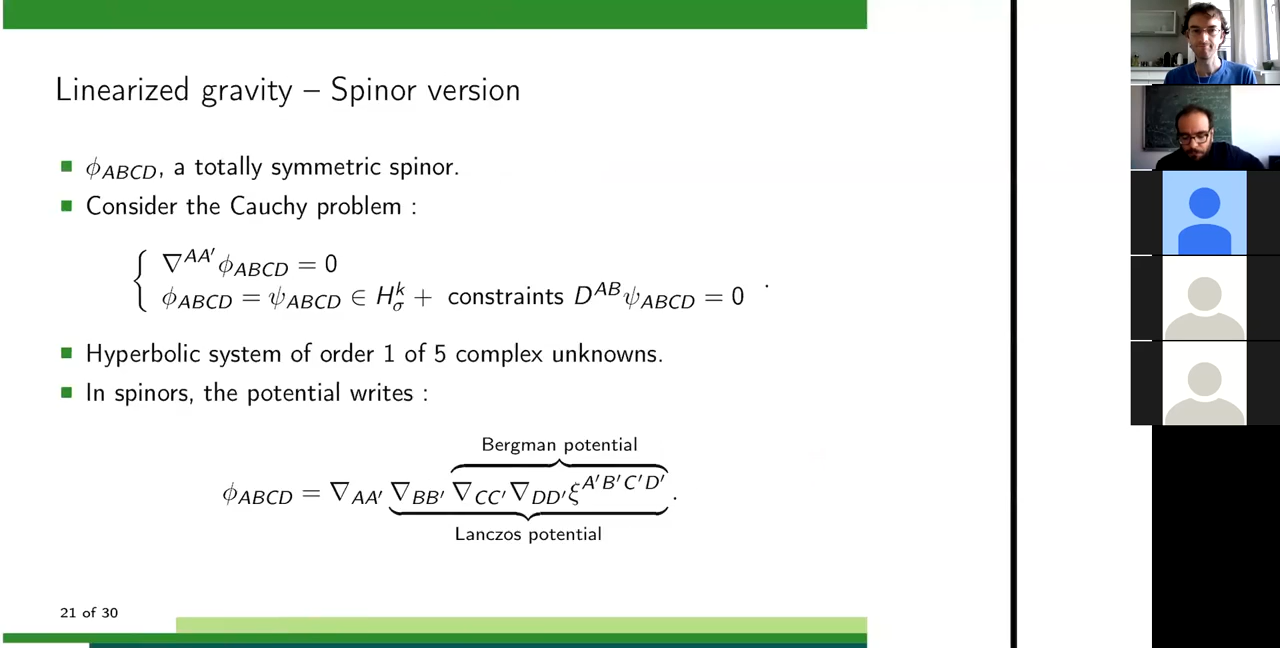 Linearized gravity – Spinor version
ϕ_{ABCD}, a totally symmetric spinor.
Consider the Cauchy problem :
∇^{AA′}ϕ_{ABCD} = 0
ϕ_{ABCD} = ψ_{ABCD} ∈ H^k_σ + constraints D^{AB}ψ_{ABCD} = 0 .
Hyperbolic system of order 1 of 5 complex unknowns.
In spinors, the potential writes :
Bergman potential
ϕ_{ABCD} = ∇_{AA′} ∇_{BB′} ∇_{CC′}∇_{DD′}ξ^{A′B′C′D′} .
Lanczos potential
21 of 30